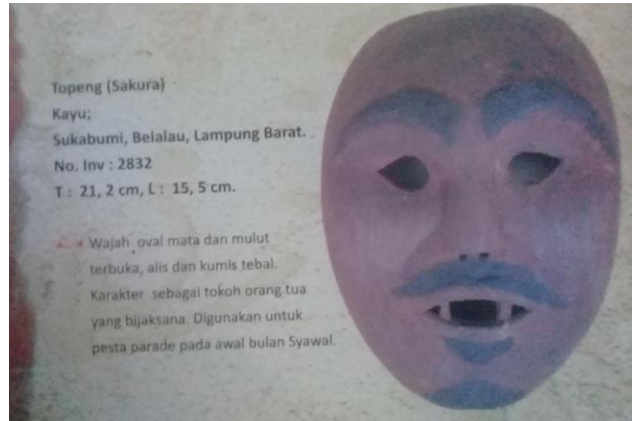 Topeng (Sakura)
Kayu;
Sukabumi, Belalau, Lampung Barat.
No. Inv : 2832
T : 21, 2 cm, L : 15, 5 cm.
Wajah oval mata dan mulut
terbuka, alis dan kumis tebal.
Karakter sebagai tokoh orang tua
yang bijaksana. Digunakan untuk
pesta parade pada awal bulan Syawal.